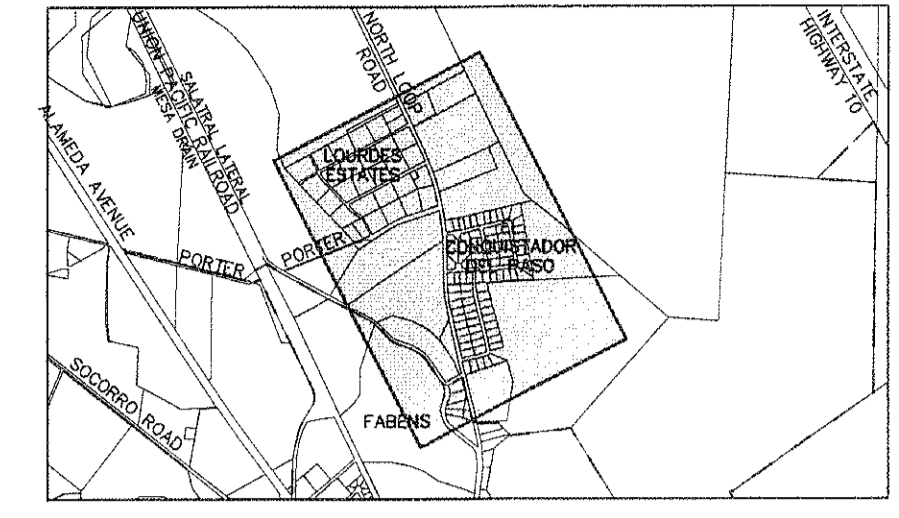 UNION PACIFIC RAILROAD
SALATRAL LATERAL
MESA DRAIN
NORTH LOOP
ROAD
INTERSTATE
HIGHWAY 10
ALAMEDA AVENUE
LOURDES
ESTATES
PORTER
PORTER
EL
CONQUISTADOR
DEL PASO
SOCORRO ROAD
FABENS